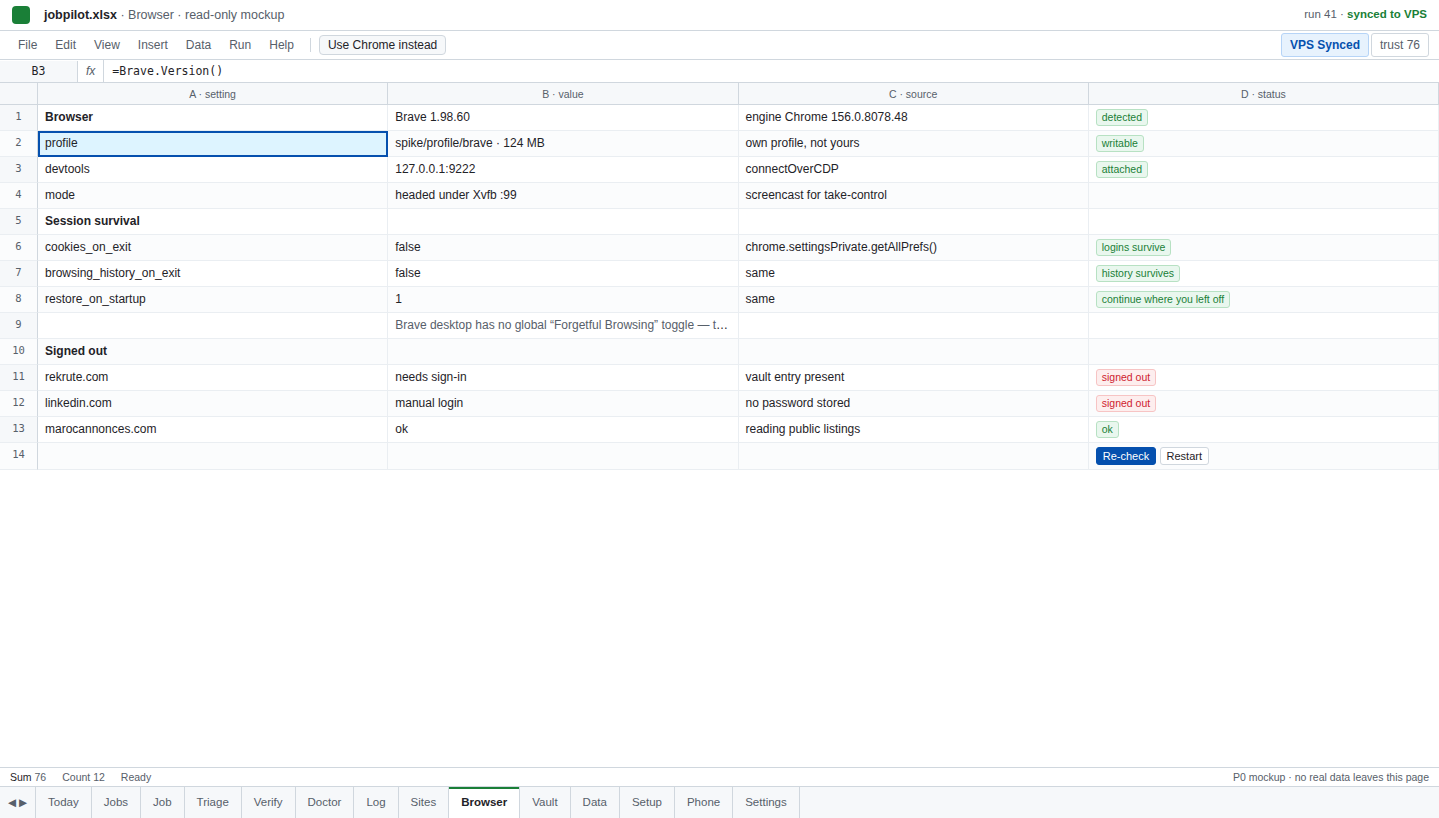 jobpilot.xlsx · Browser · read-only mockup
run 41 · synced to VPS
File Edit View Insert Data Run Help Use Chrome instead
VPS Synced trust 76
B3 fx =Brave.Version()
A · setting B · value C · source D · status
1 Browser Brave 1.98.60 engine Chrome 156.0.8078.48 detected
2 profile spike/profile/brave · 124 MB own profile, not yours writable
3 devtools 127.0.0.1:9222 connectOverCDP attached
4 mode headed under Xvfb :99 screencast for take-control
5 Session survival
6 cookies_on_exit false chrome.settingsPrivate.getAllPrefs() logins survive
7 browsing_history_on_exit false same history survives
8 restore_on_startup 1 same continue where you left off
9 Brave desktop has no global “Forgetful Browsing” toggle — t…
10 Signed out
11 rekrute.com needs sign-in vault entry present signed out
12 linkedin.com manual login no password stored signed out
13 marocannonces.com ok reading public listings ok
14 Re-check Restart
Sum 76 Count 12 Ready
P0 mockup · no real data leaves this page
◀ ▶ Today Jobs Job Triage Verify Doctor Log Sites Browser Vault Data Setup Phone Settings